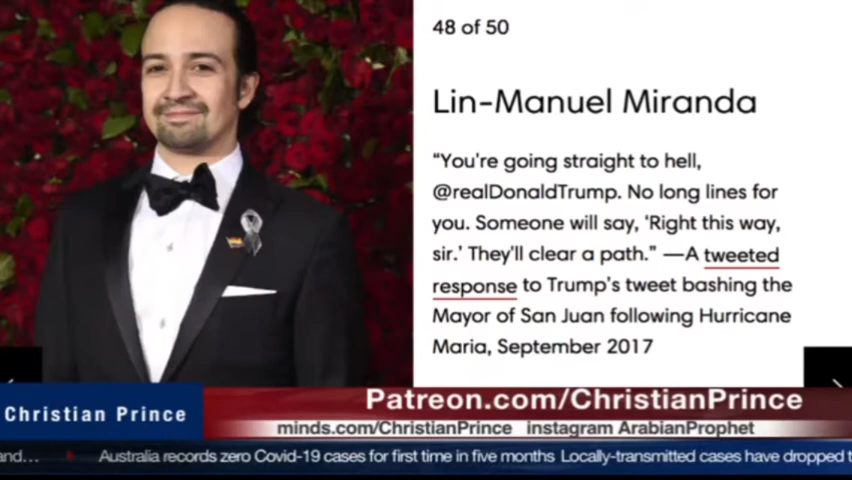 48 of 50
Lin-Manuel Miranda
“You're going straight to hell,
@realDonaldTrump. No long lines for
you. Someone will say, ‘Right this way,
sir.’ They'll clear a path.” —A tweeted
response to Trump's tweet bashing the
Mayor of San Juan following Hurricane
Maria, September 2017
Patreon.com/ChristianPrince
Christian Prince
minds.com/ChristianPrince instagram ArabianProphet
and... Australia records zero Covid-19 cases for first time in five months Locally-transmitted cases have dropped t